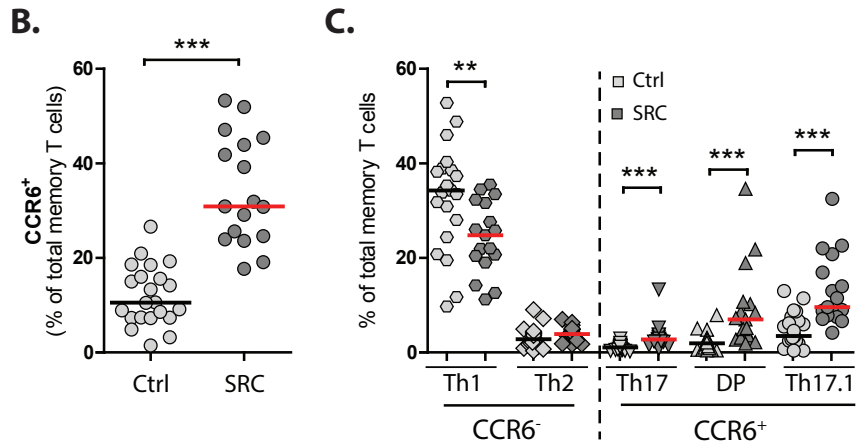 B.
***
60
40
20
0
CCR6⁺
(% of total memory T cells)
Ctrl
SRC
C.
60
40
20
0
% of total memory T cells
**
***
***
***
Ctrl
SRC
Th1
Th2
Th17
DP
Th17.1
CCR6⁻
CCR6⁺